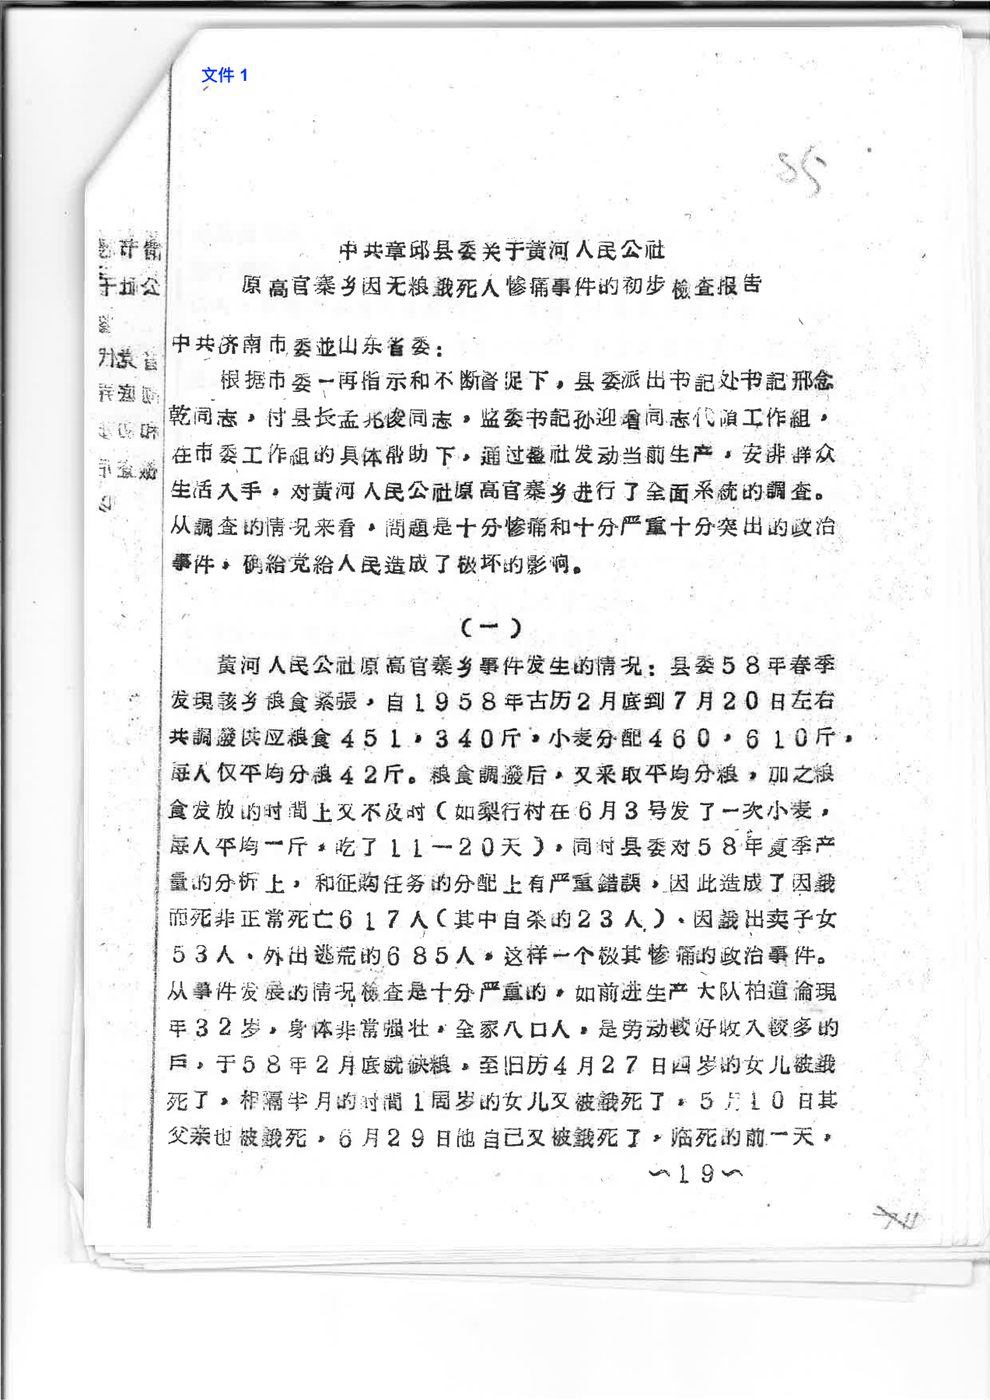 文件 1
85
中共章邱县委关于黄河人民公社
原高官寨乡因无粮餓死人惨痛事件的初步檢查报告
中共济南市委並山东省委：
根据市委一再指示和不断督促下，县委派出书記处书記邢念
乾同志，付县长孟兆俊同志，监委书記孙迎增同志代領工作組，
在市委工作組的具体帮助下，通过整社发动当前生产，安排群众
生活入手，对黄河人民公社原高官寨乡进行了全面系统的調査。
从調査的情况来看，問題是十分惨痛和十分严重十分突出的政治
事件，确給党給人民造成了极坏的影响。
（一）
黄河人民公社原高官寨乡事件发生的情况：县委58年春季
发現該乡粮食緊張，自1958年古历2月底到7月20日左右
共調撥供应粮食451，340斤，小麦分配460，610斤，
每人仅平均分粮42斤。粮食調撥后，又采取平均分粮，加之粮
食发放的时間上又不及时（如梨行村在6月3号发了一次小麦，
每人平均一斤，吃了11—20天），同时县委对58年夏季产
量的分析上，和征购任务的分配上有严重錯誤，因此造成了因餓
而死非正常死亡617人（其中自杀的23人）、因餓出卖子女
53人、外出逃荒的685人，这样一个极其惨痛的政治事件。
从事件发展的情况檢査是十分严重的，如前进生产大队柏道淪現
年32岁，身体非常强壮，全家八口人，是劳动較好收入較多的
戶，于58年2月底就缺粮，至旧历4月27日四岁的女儿被餓
死了，相隔半月的时間1周岁的女儿又被餓死了，5月10日其
父亲也被餓死，6月29日他自己又被餓死了，临死的前一天，
～19～